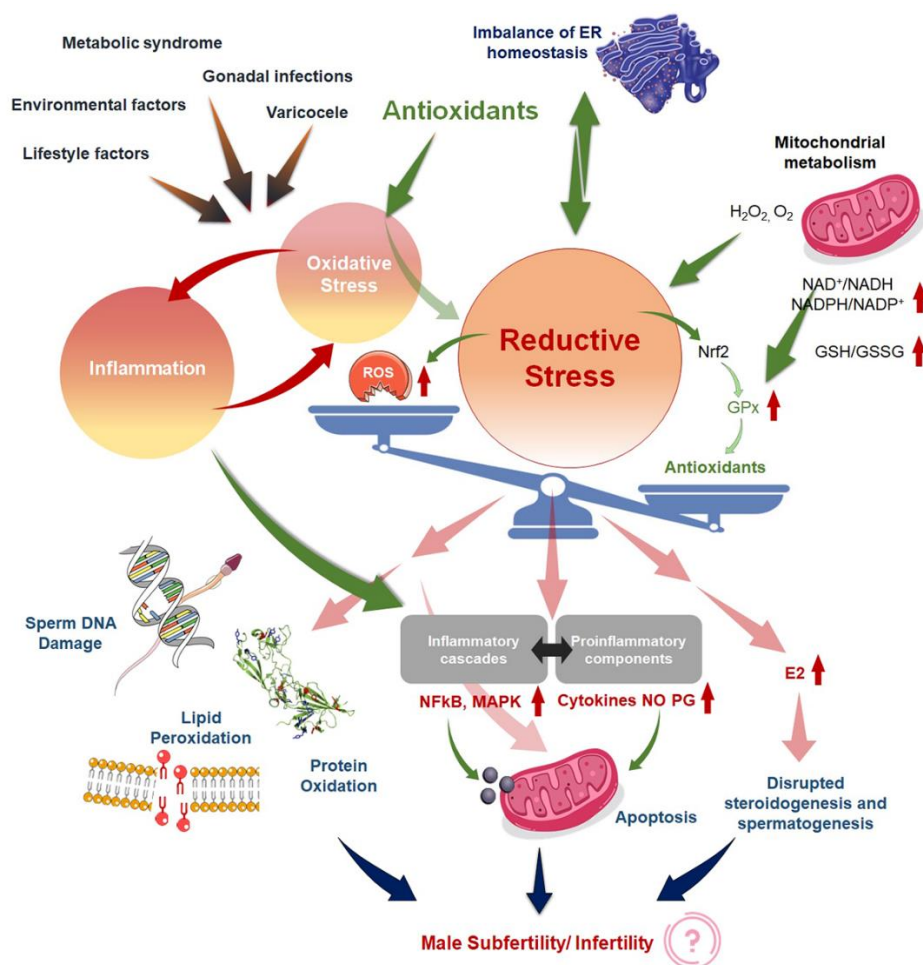 Metabolic syndrome
Gonadal infections
Environmental factors
Varicocele
Lifestyle factors
Antioxidants
Imbalance of ER
homeostasis
Mitochondrial
metabolism
H₂O₂, O₂
NAD⁺/NADH
NADPH/NADP⁺
GSH/GSSG
Oxidative
Stress
Inflammation
ROS
Reductive
Stress
Nrf2
GPx
Antioxidants
Sperm DNA
Damage
Lipid
Peroxidation
Protein
Oxidation
Inflammatory
cascades
Proinflammatory
components
NFkB, MAPK
Cytokines NO PG
E2
Apoptosis
Disrupted
steroidogenesis and
spermatogenesis
Male Subfertility/ Infertility
?